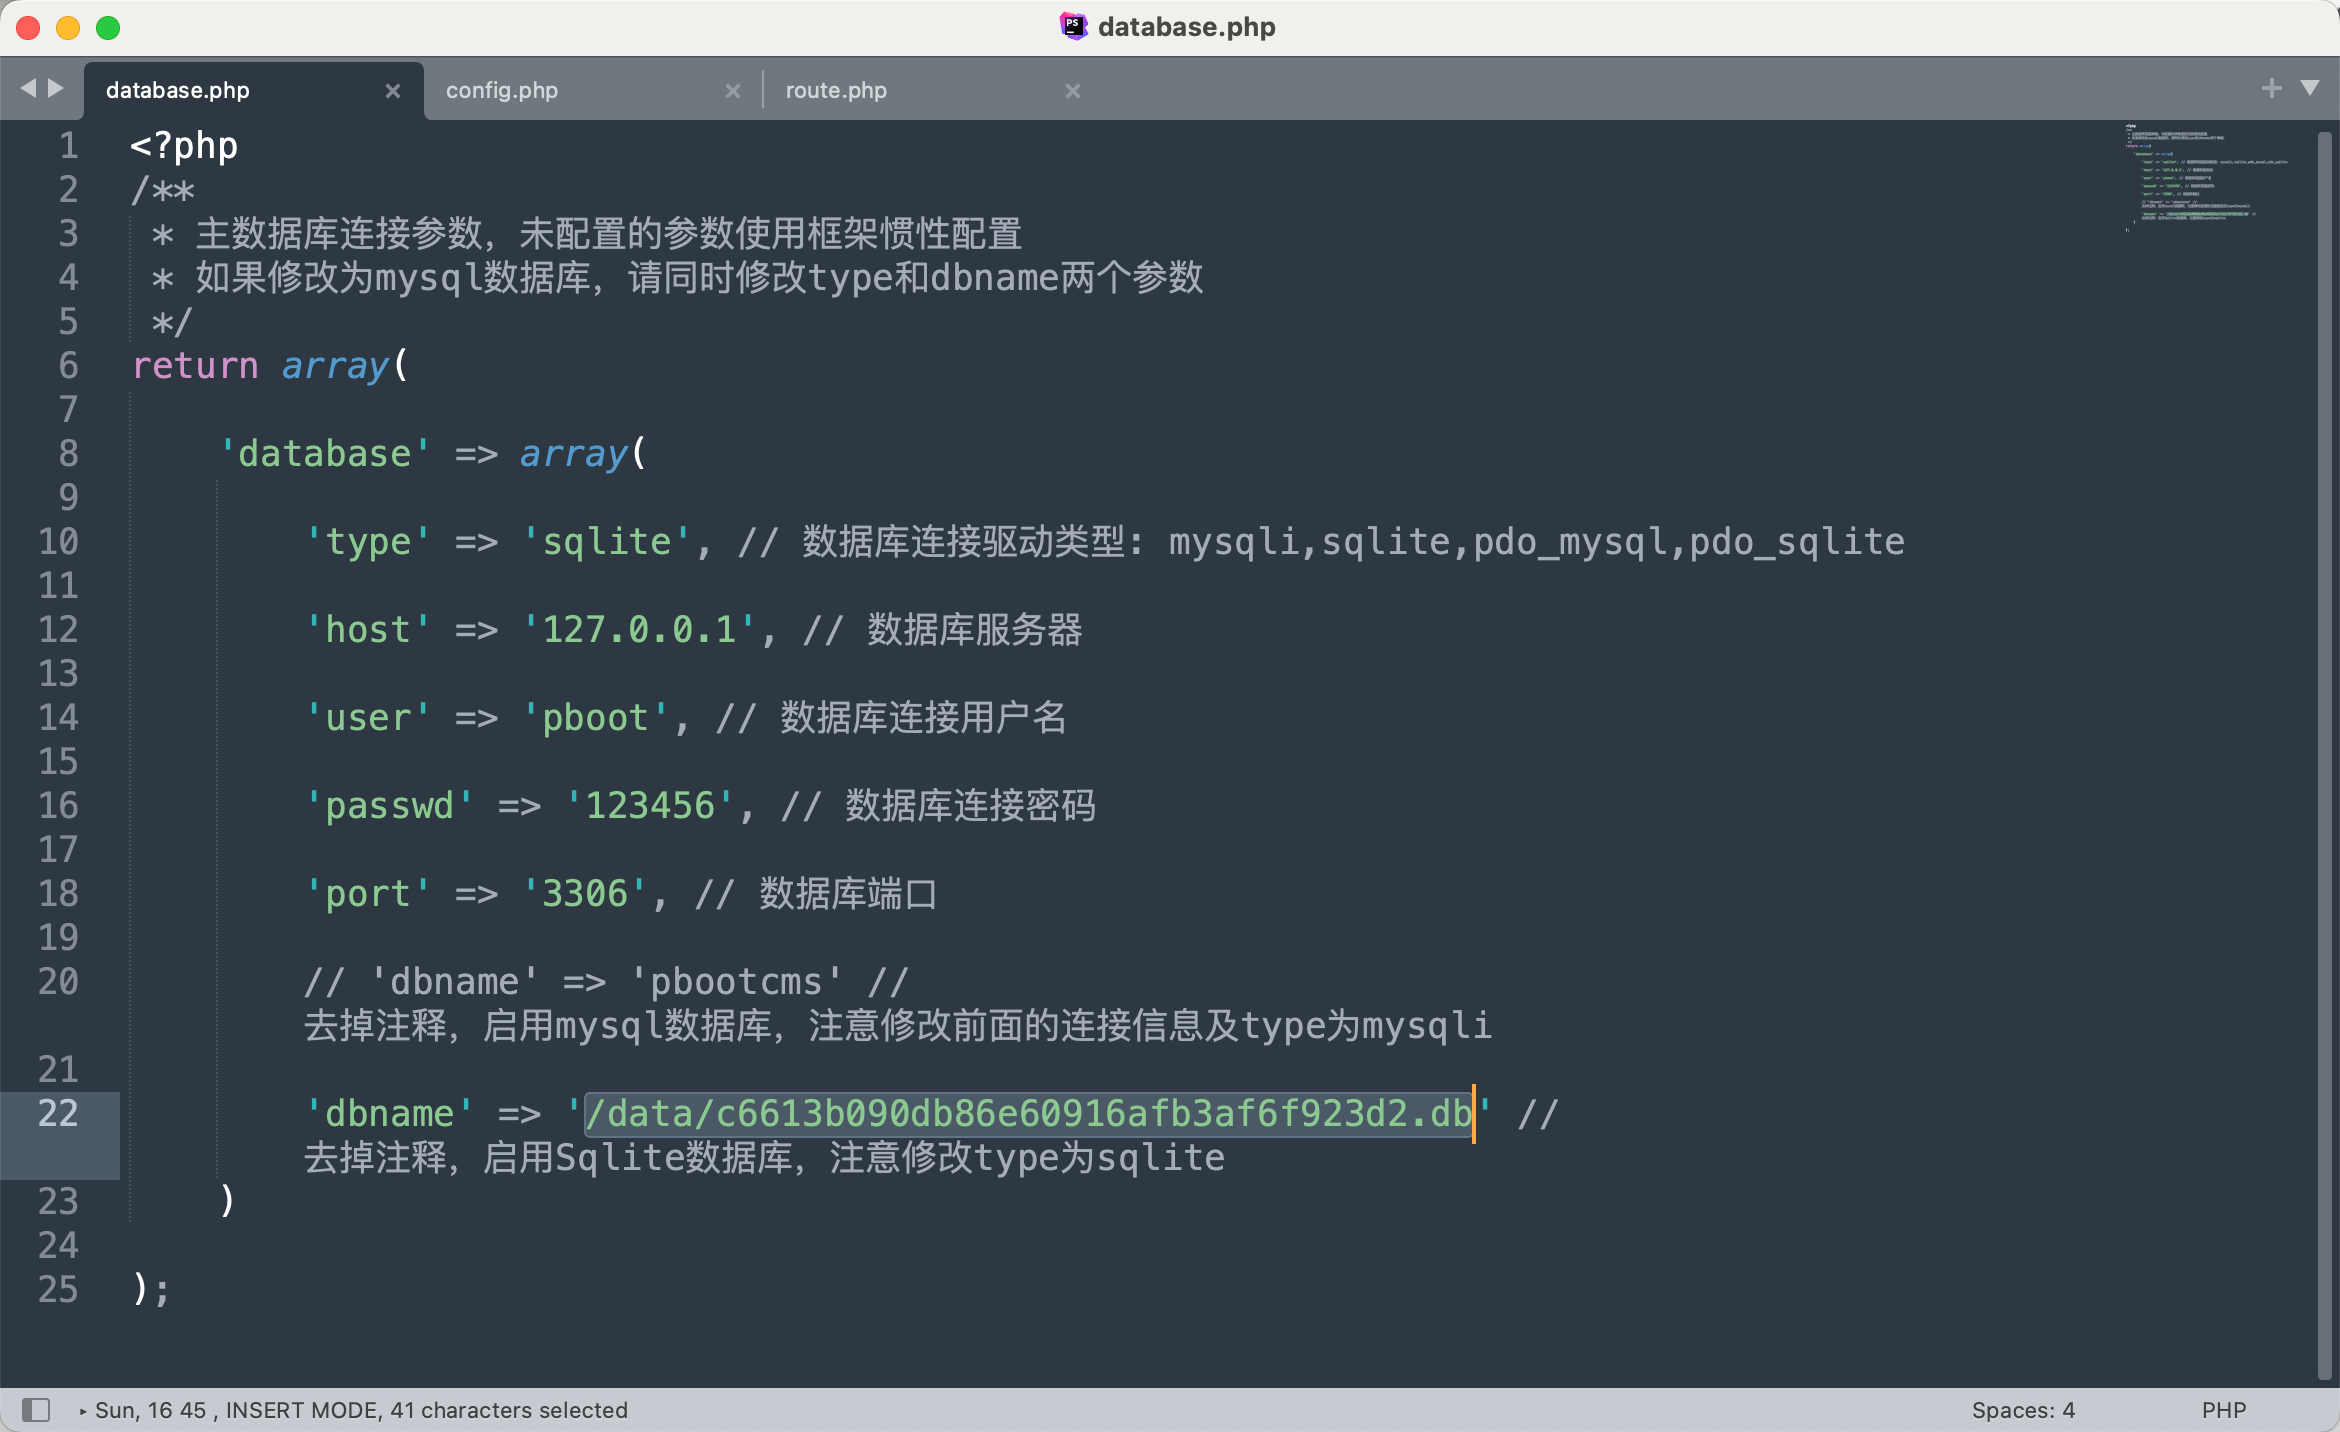 database.php
database.php
config.php
route.php
1 <?php
2 /**
3  * 主数据库连接参数，未配置的参数使用框架惯性配置
4  * 如果修改为mysql数据库，请同时修改type和dbname两个参数
5  */
6 return array(
7
8     'database' => array(
9
10         'type' => 'sqlite', // 数据库连接驱动类型: mysqli,sqlite,pdo_mysql,pdo_sqlite
11
12         'host' => '127.0.0.1', // 数据库服务器
13
14         'user' => 'pboot', // 数据库连接用户名
15
16         'passwd' => '123456', // 数据库连接密码
17
18         'port' => '3306', // 数据库端口
19
20         // 'dbname' => 'pbootcms' //
去掉注释，启用mysql数据库，注意修改前面的连接信息及type为mysqli
21
22         'dbname' => '/data/c6613b090db86e60916afb3af6f923d2.db' //
去掉注释，启用Sqlite数据库，注意修改type为sqlite
23     )
24
25 );
Sun, 16 45 , INSERT MODE, 41 characters selected
Spaces: 4
PHP